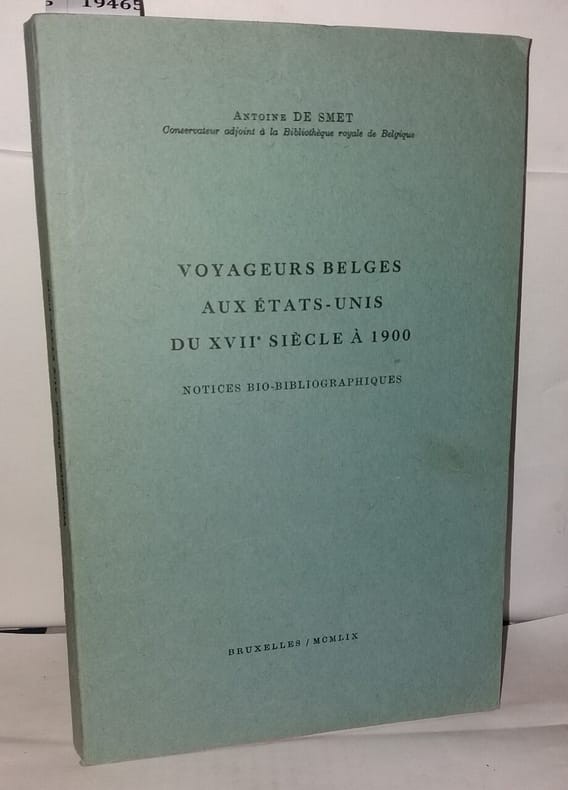 19465
ANTOINE DE SMET
Conservateur adjoint à la Bibliothèque royale de Belgique
VOYAGEURS BELGES
AUX ÉTATS-UNIS
DU XVIIe SIÈCLE À 1900
NOTICES BIO-BIBLIOGRAPHIQUES
BRUXELLES / MCMLIX